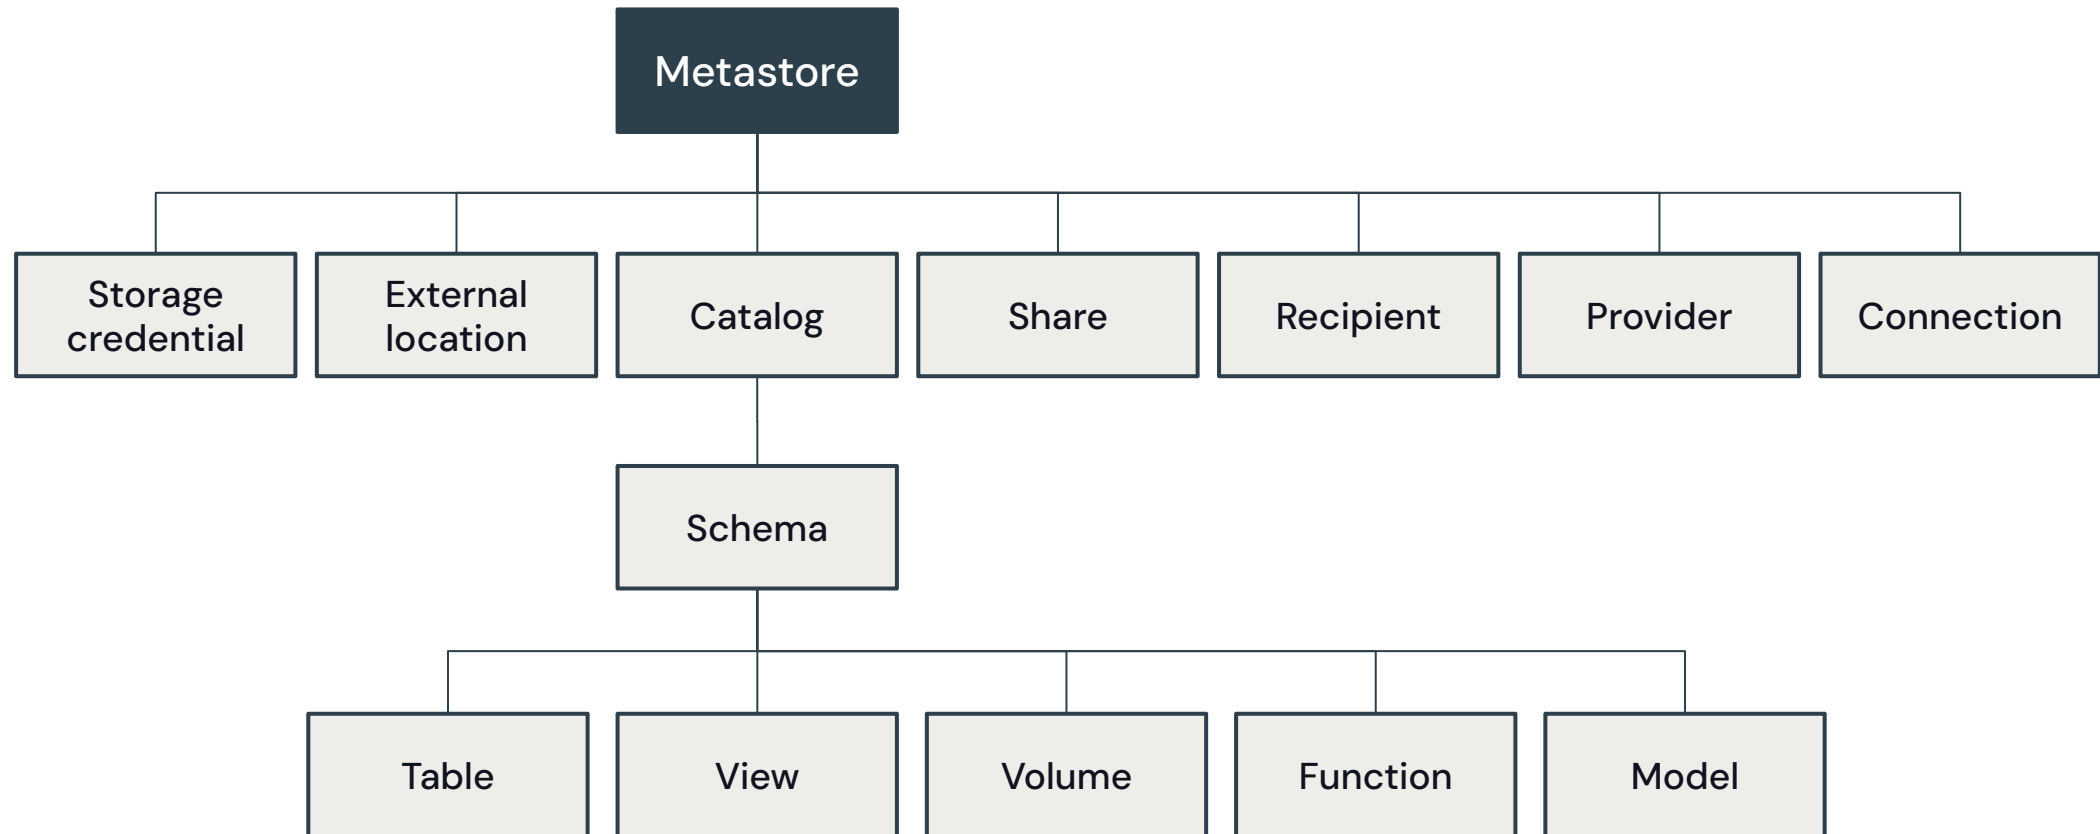 Metastore
Storage
credential
External
location
Catalog
Share
Recipient
Provider
Connection
Schema
Table
View
Volume
Function
Model